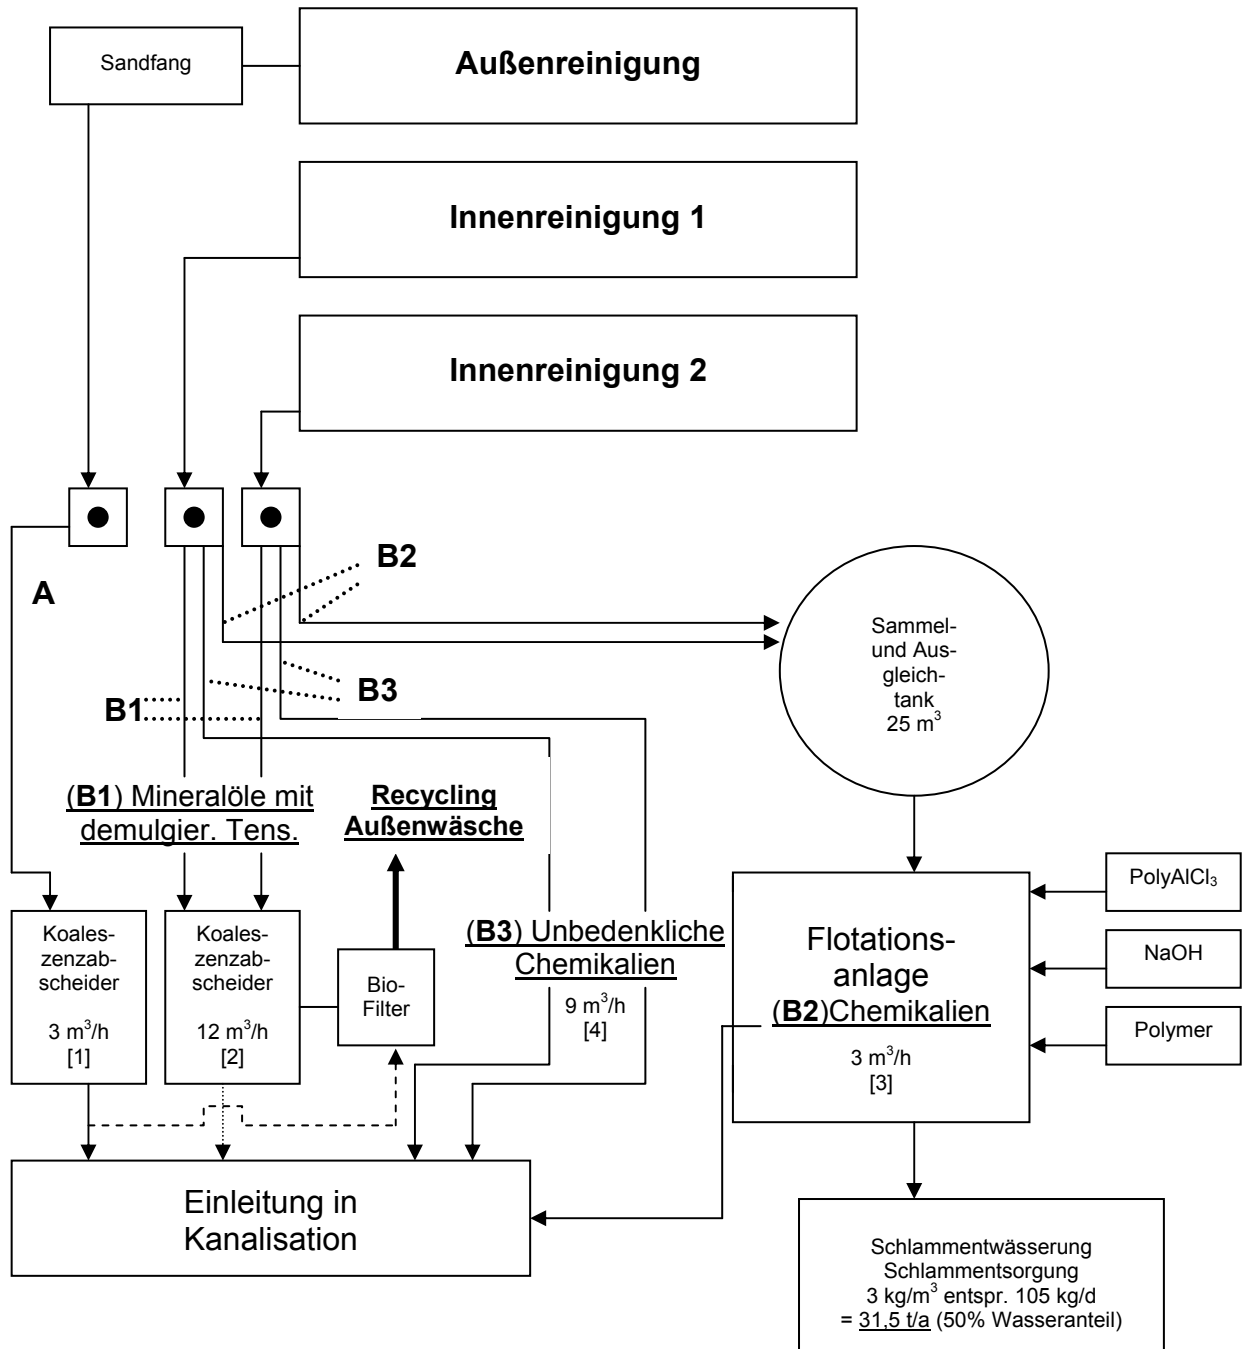 Sandfang
Außenreinigung
Innenreinigung 1
Innenreinigung 2
B2
A
B3
B1
Sammel-
und Aus-
gleich-
tank
25 m³
(B1) Mineralöle mit
demulgier. Tens.
Recycling
Außenwäsche
Koales-
zenzab-
scheider
3 m³/h
[1]
Koales-
zenzab-
scheider
12 m³/h
[2]
Bio-
Filter
(B3) Unbedenkliche
Chemikalien
9 m³/h
[4]
Flotations-
anlage
(B2)Chemikalien
3 m³/h
[3]
PolyAlCl₃
NaOH
Polymer
Einleitung in
Kanalisation
Schlammentwässerung
Schlammentsorgung
3 kg/m³ entspr. 105 kg/d
= 31,5 t/a (50% Wasseranteil)